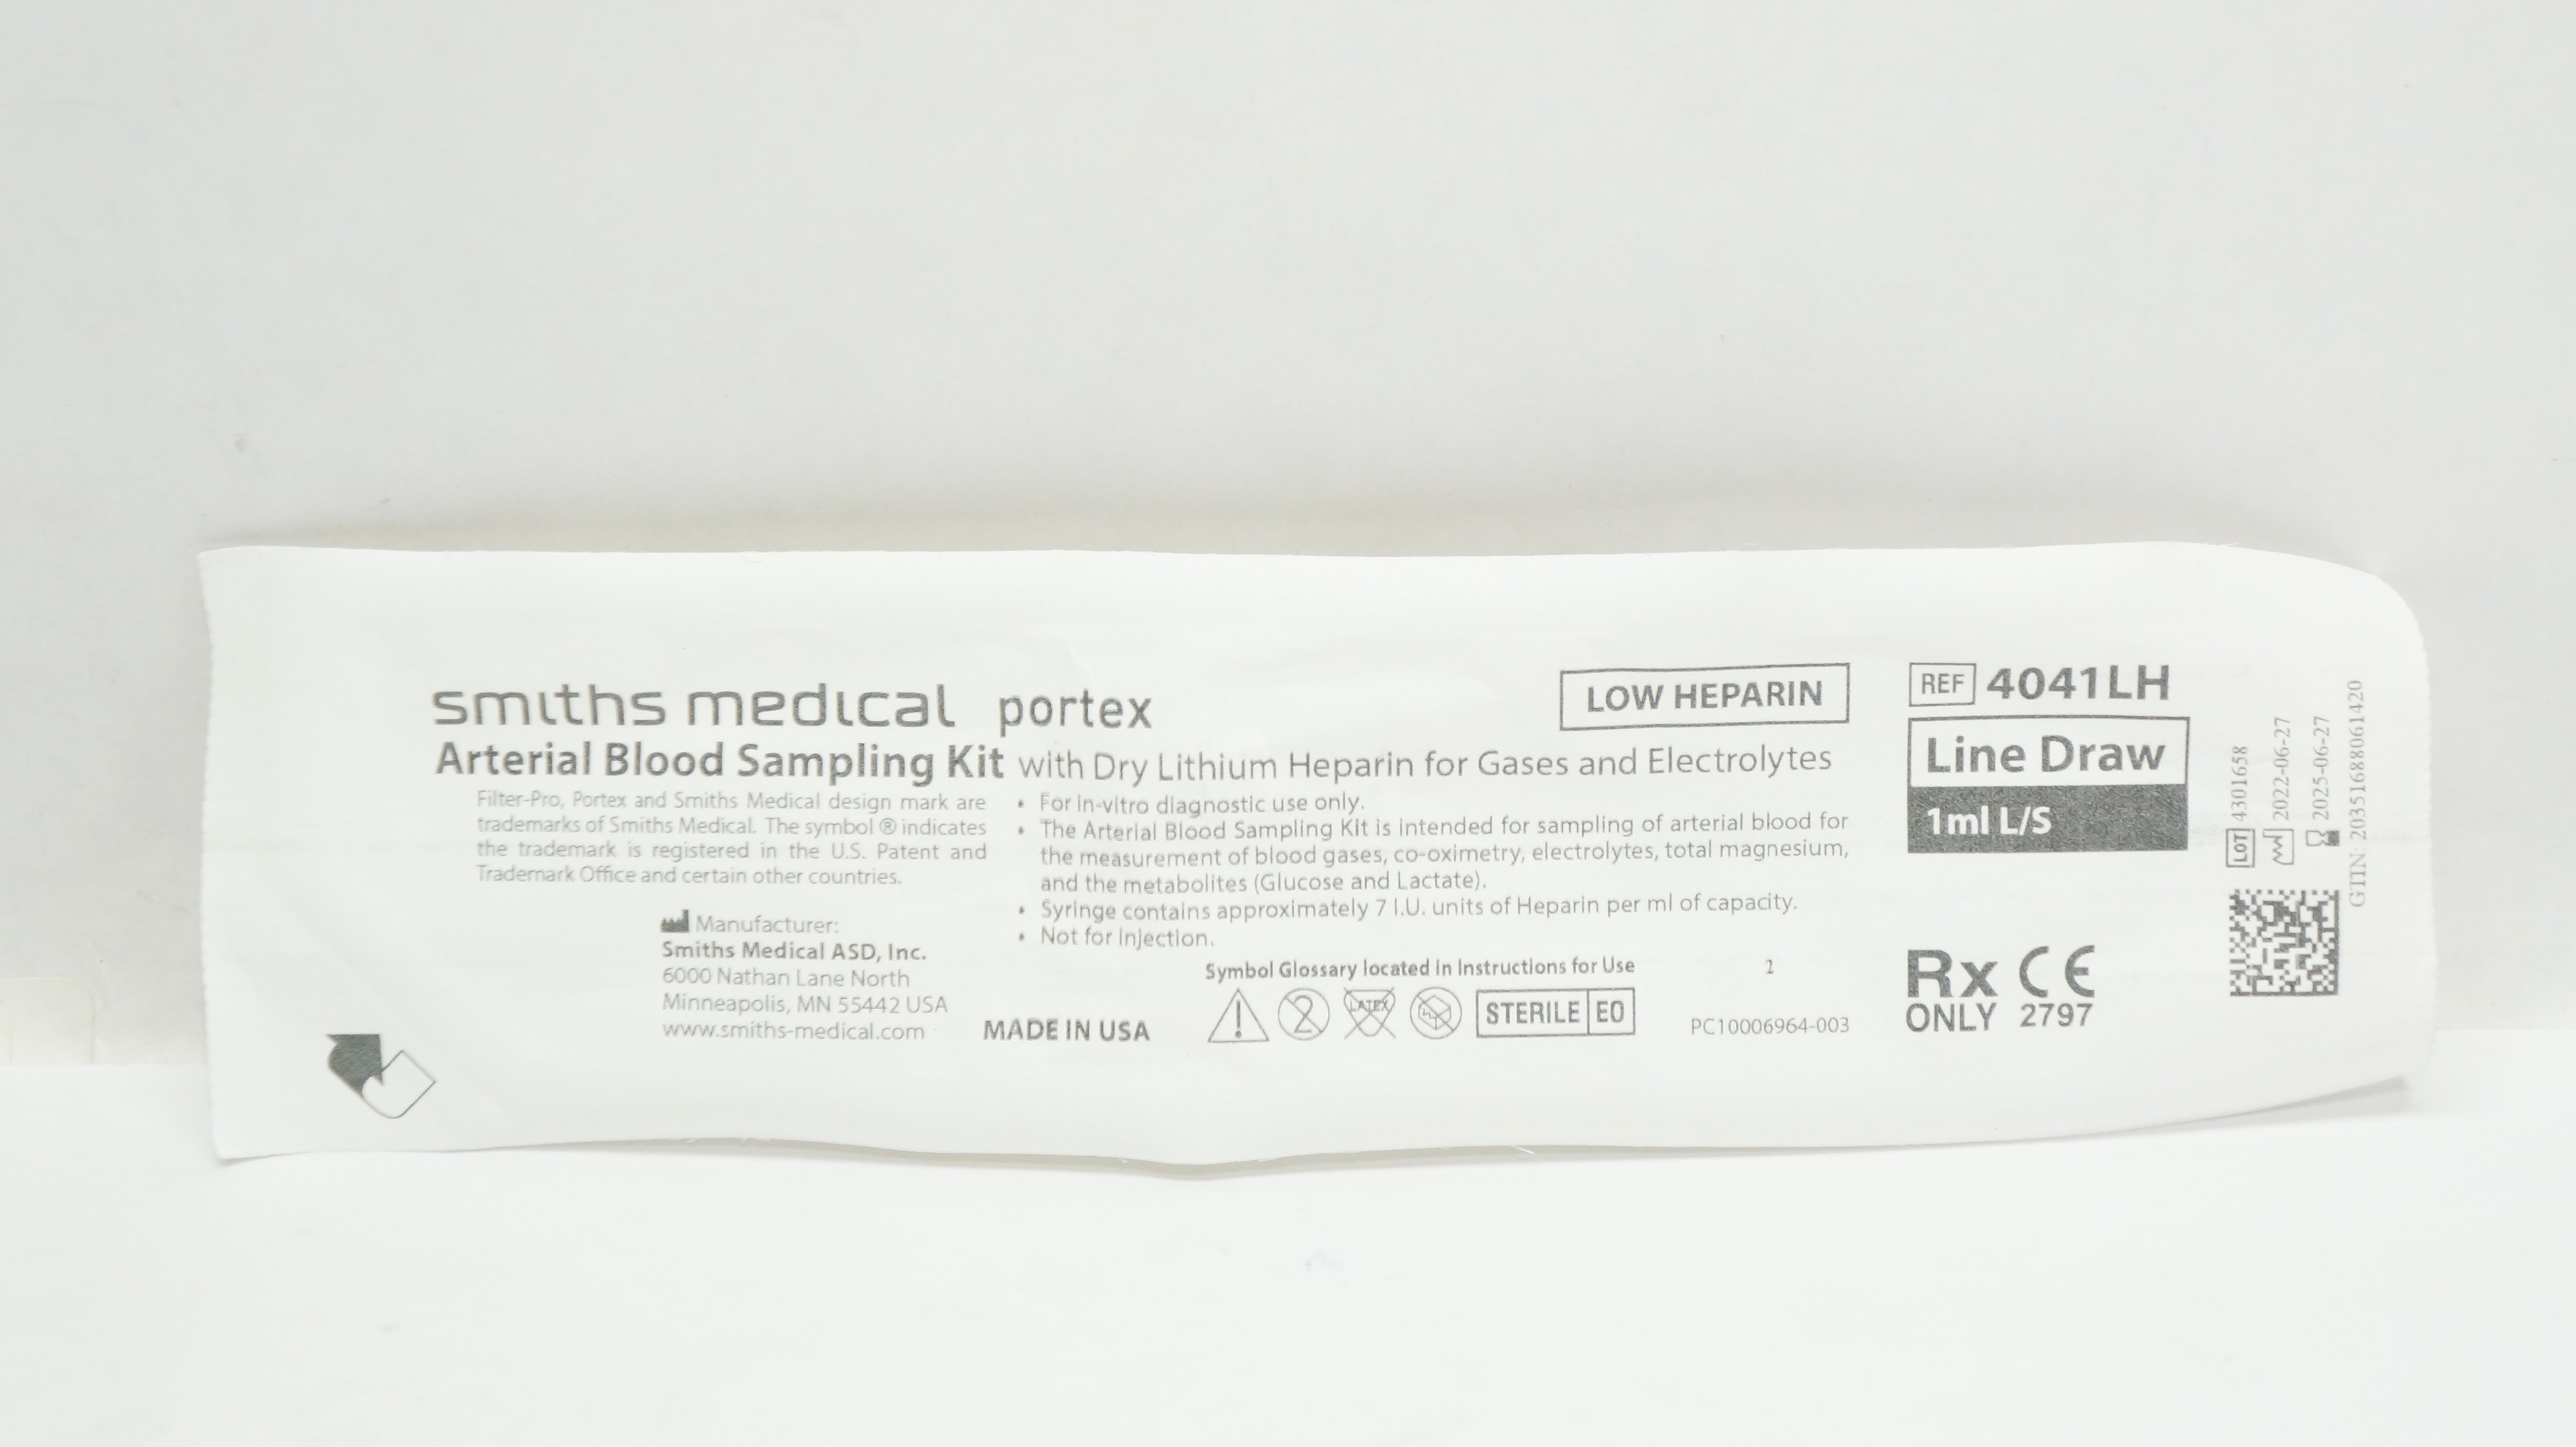 smiths medical portex
LOW HEPARIN
Arterial Blood Sampling Kit with Dry Lithium Heparin for Gases and Electrolytes
Filter-Pro, Portex and Smiths Medical design mark are
trademarks of Smiths Medical. The symbol ® indicates
the trademark is registered in the U.S. Patent and
Trademark Office and certain other countries.
• For in-vitro diagnostic use only.
• The Arterial Blood Sampling Kit is intended for sampling of arterial blood for
the measurement of blood gases, co-oximetry, electrolytes, total magnesium,
and the metabolites (Glucose and Lactate).
• Syringe contains approximately 7 I.U. units of Heparin per ml of capacity.
• Not for Injection.
Manufacturer:
Smiths Medical ASD, Inc.
6000 Nathan Lane North
Minneapolis, MN 55442 USA
www.smiths-medical.com
MADE IN USA
Symbol Glossary located in Instructions for Use
2
2
LATEX
STERILE EO
PC10006964-003
REF 4041LH
Line Draw
1ml L/S
Rx CE
ONLY 2797
LOT 4301658
2022-06-27
2025-06-27
GTIN: 20351688061420